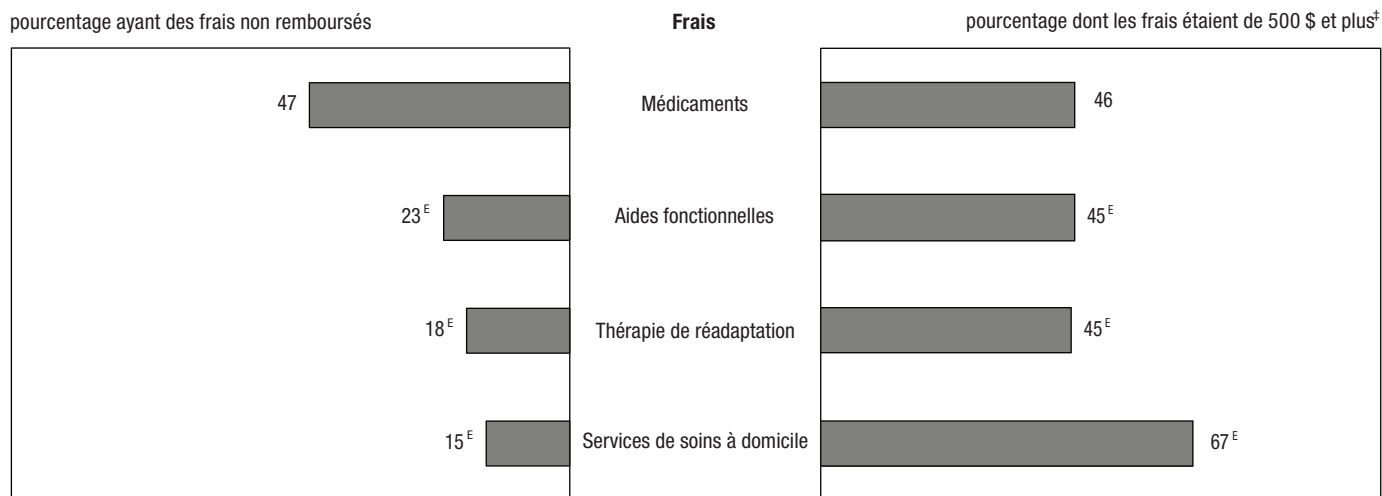 pourcentage ayant des frais non remboursés Frais pourcentage dont les frais étaient de 500 $ et plus‡
47 Médicaments 46
23 E Aides fonctionnelles 45 E
18 E Thérapie de réadaptation 45 E
15 E Services de soins à domicile 67 E